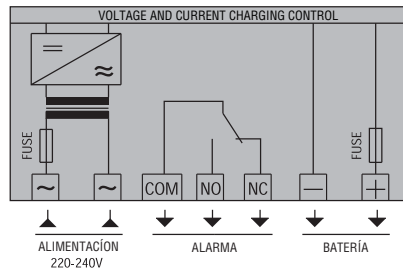 VOLTAGE AND CURRENT CHARGING CONTROL
FUSE
FUSE
~ ~ COM NO NC — +
ALIMENTACÍON
220-240V
ALARMA
BATERÍA